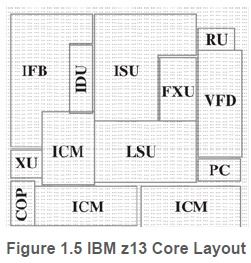 RU
IFB
IDU
ISU
FXU
VFD
XU
ICM
LSU
PC
COP
ICM
ICM
Figure 1.5 IBM z13 Core Layout